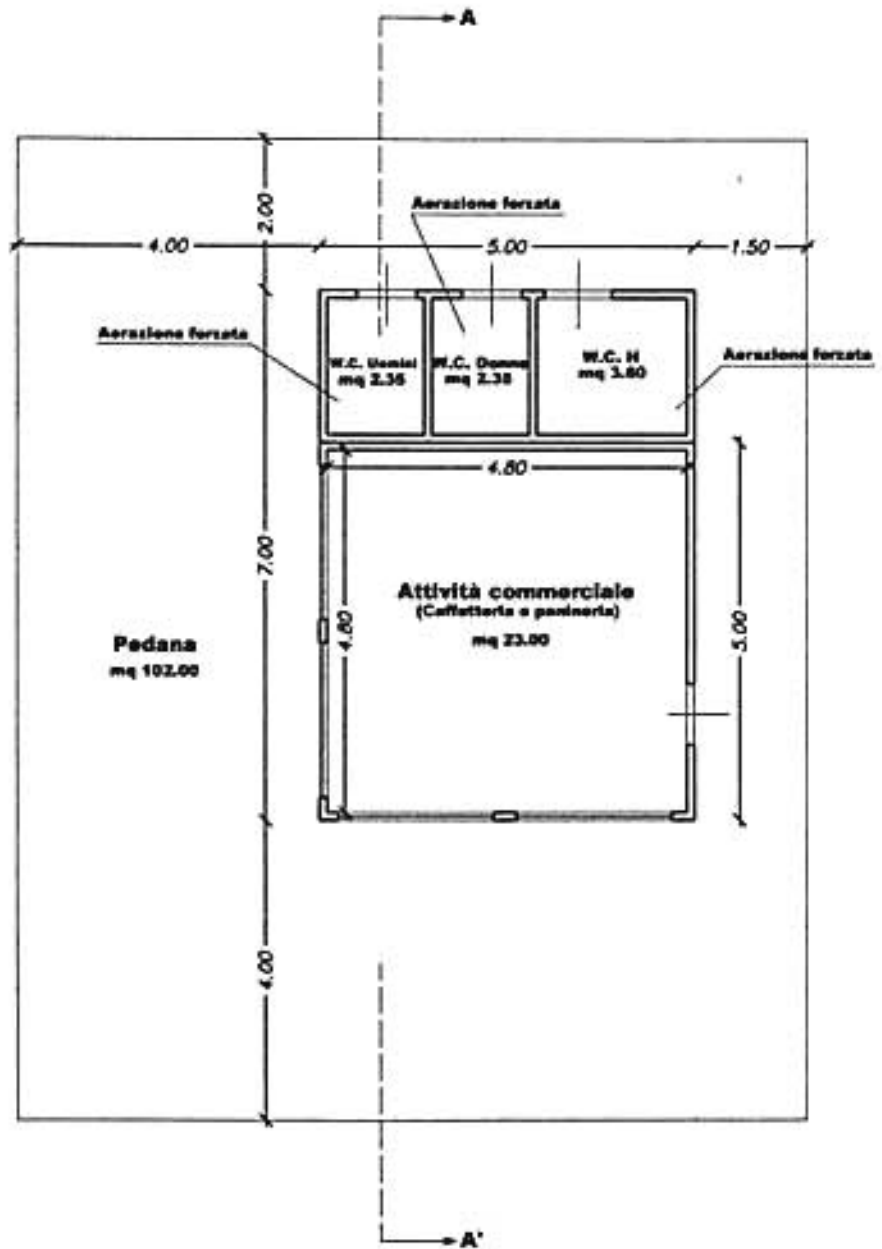 A
2.00
Aerazione forzata
4.00
5.00
1.50
Aerazione forzata
Aerazione forzata
W.C. Uomini
mq 2.35
W.C. Donne
mq 2.35
W.C. H
mq 3.60
4.80
7.00
Attività commerciale
(Caffetteria e panineria)
mq 23.00
4.80
5.00
Pedana
mq 102.00
4.00
A'